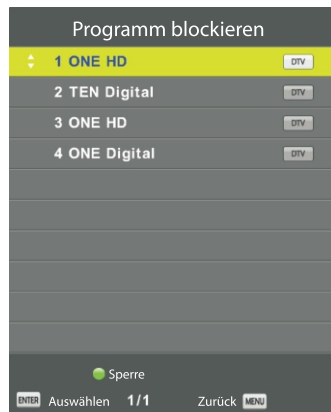 Programm blockieren
1 ONE HD DTV
2 TEN Digital DTV
3 ONE HD DTV
4 ONE Digital DTV
Sperre
ENTER Auswählen 1/1 Zurück MENU